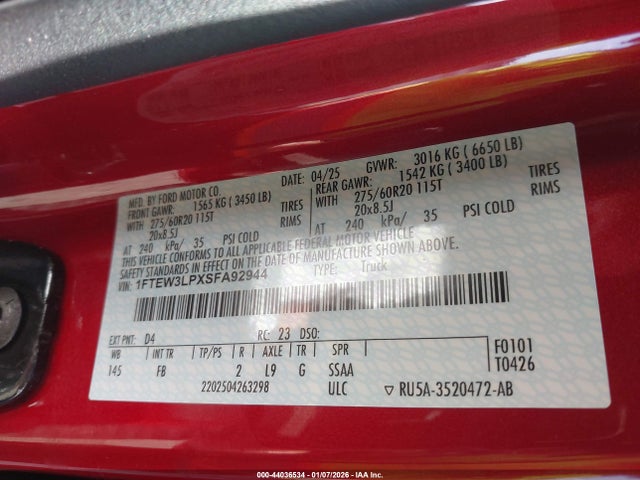 MFD. BY FORD MOTOR CO.
DATE: 04/25 GVWR: 3016 KG ( 6650 LB)
FRONT GAWR: 1565 KG ( 3450 LB)
REAR GAWR: 1542 KG ( 3400 LB)
WITH 275/60R20 115T TIRES
WITH 275/60R20 115T TIRES
20x8.5J RIMS
20x8.5J RIMS
AT 240 kPa/ 35 PSI COLD
AT 240 kPa/ 35 PSI COLD
THIS VEHICLE CONFORMS TO ALL APPLICABLE FEDERAL MOTOR VEHICLE
SAFETY STANDARDS IN EFFECT ON THE DATE OF MANUFACTURE SHOWN ABOVE.
VIN: 1FTEW3LPXSFA92944
TYPE: Truck
EXT PNT: D4 RC: 23 DSO:
WB INT TR TP/PS R AXLE TR SPR
145 FB 2 L9 G SSAA
F0101
T0426
2202504263298 ULC ▽ RU5A-3520472-AB
000-44036534 | 01/07/2026 - IAA Inc.